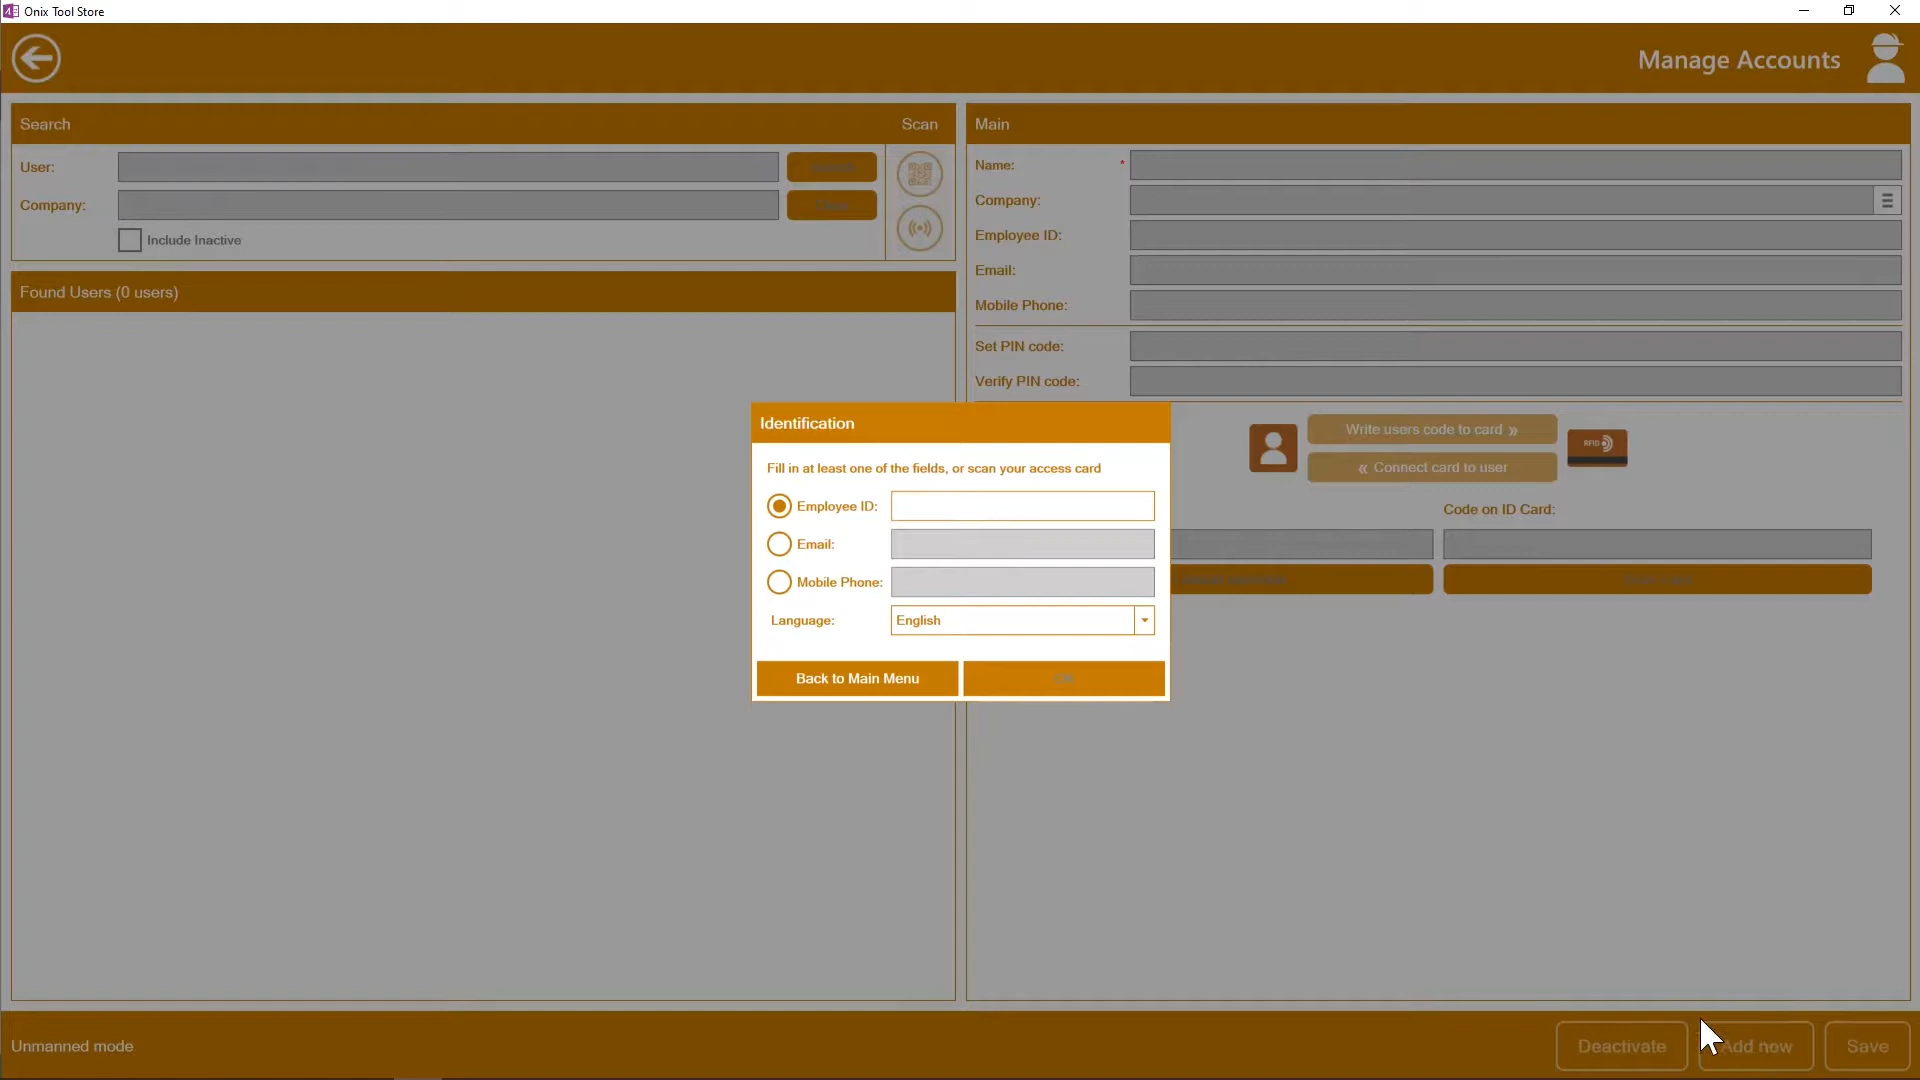 Onix Tool Store
Manage Accounts
Search
Scan
User:
Company:
Include Inactive
Found Users (0 users)
Main
Name: *
Company:
Employee ID:
Email:
Mobile Phone:
Set PIN code:
Verify PIN code:
Write users code to card »
« Connect card to user
RFID
Code on ID Card:
Identification
Fill in at least one of the fields, or scan your access card
Employee ID:
Email:
Mobile Phone:
Language: English
Back to Main Menu
Unmanned mode
Deactivate
Add now
Save